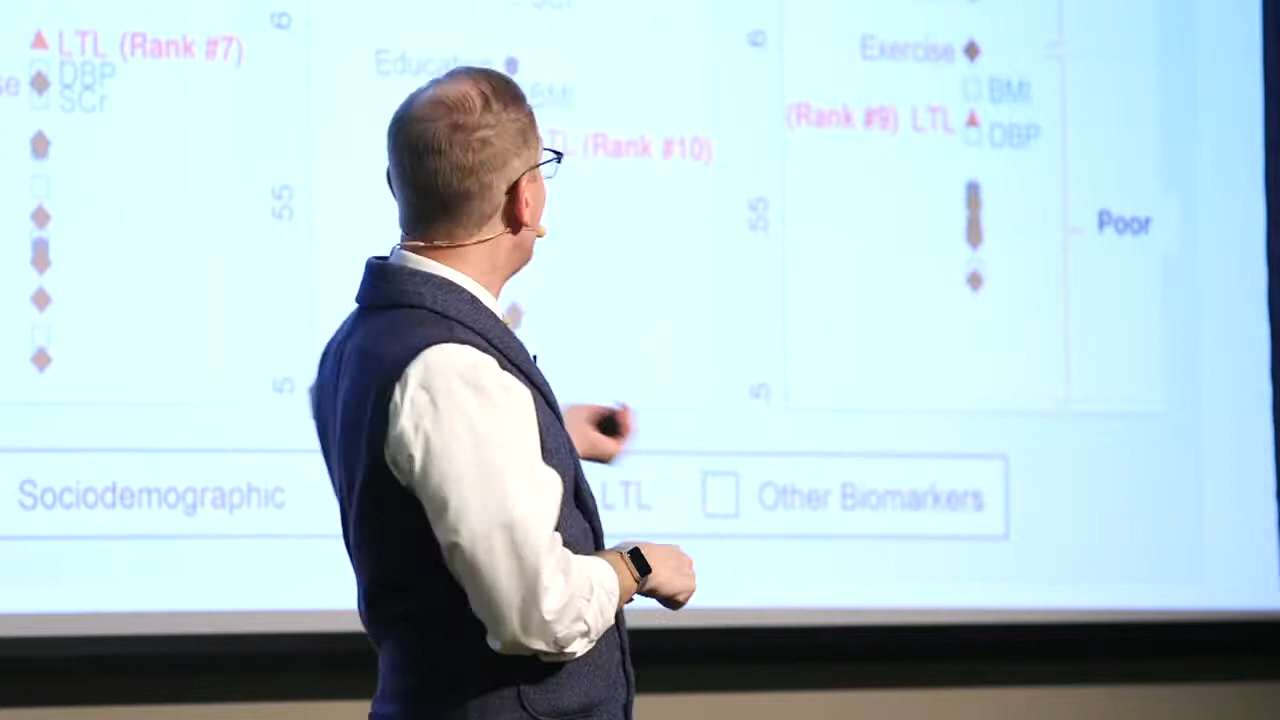 6
6
LTL (Rank #7)
DBP
SCr
BMI
(Rank #10)
Exercise
BMI
(Rank #9) LTL
DBP
55
55
Poor
5
5
Sociodemographic
LTL
Other Biomarkers